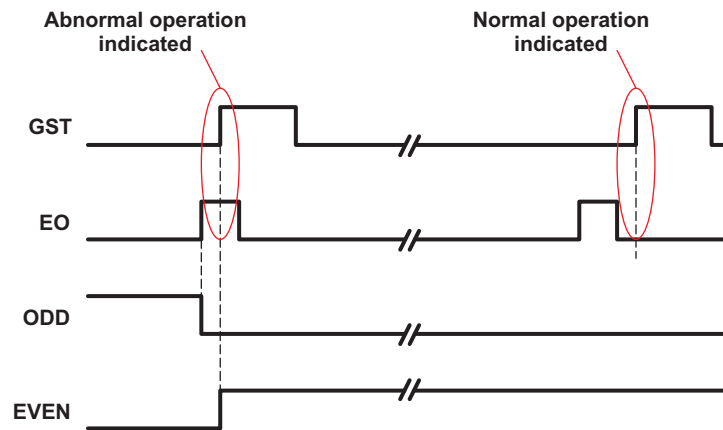 Abnormal operation
indicated
Normal operation
indicated
GST
EO
ODD
EVEN